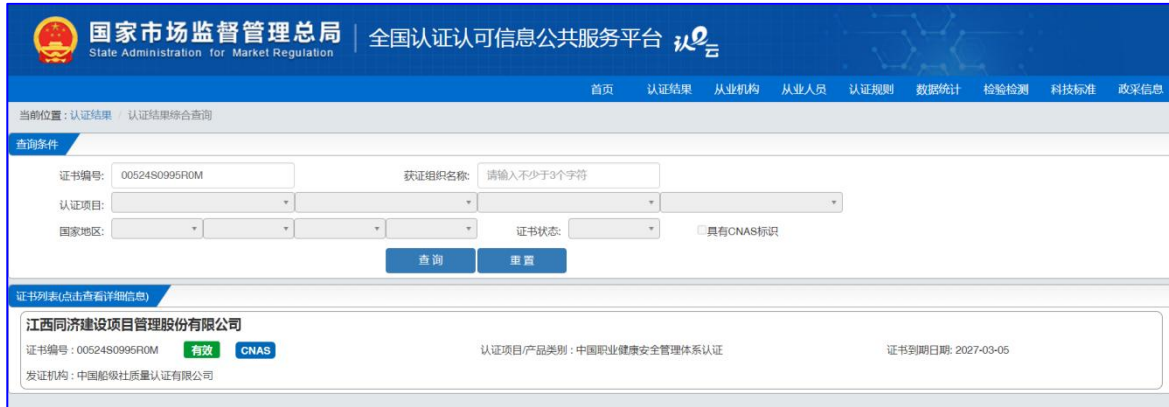 国家市场监督管理总局 全国认证认可信息公共服务平台 认e云
State Administration for Market Regulation
首页 认证结果 从业机构 从业人员 认证规则 数据统计 检验检测 科技标准 政采信息
当前位置：认证结果 / 认证结果综合查询
查询条件
证书编号: 00524S0995R0M 获证组织名称: 请输入不少于3个字符
认证项目:
国家地区: 证书状态: 具有CNAS标识
查询 重置
证书列表(点击查看详细信息)
江西同济建设项目管理股份有限公司
证书编号：00524S0995R0M 有效 CNAS 认证项目/产品类别：中国职业健康安全管理体系认证 证书到期日期: 2027-03-05
发证机构：中国船级社质量认证有限公司